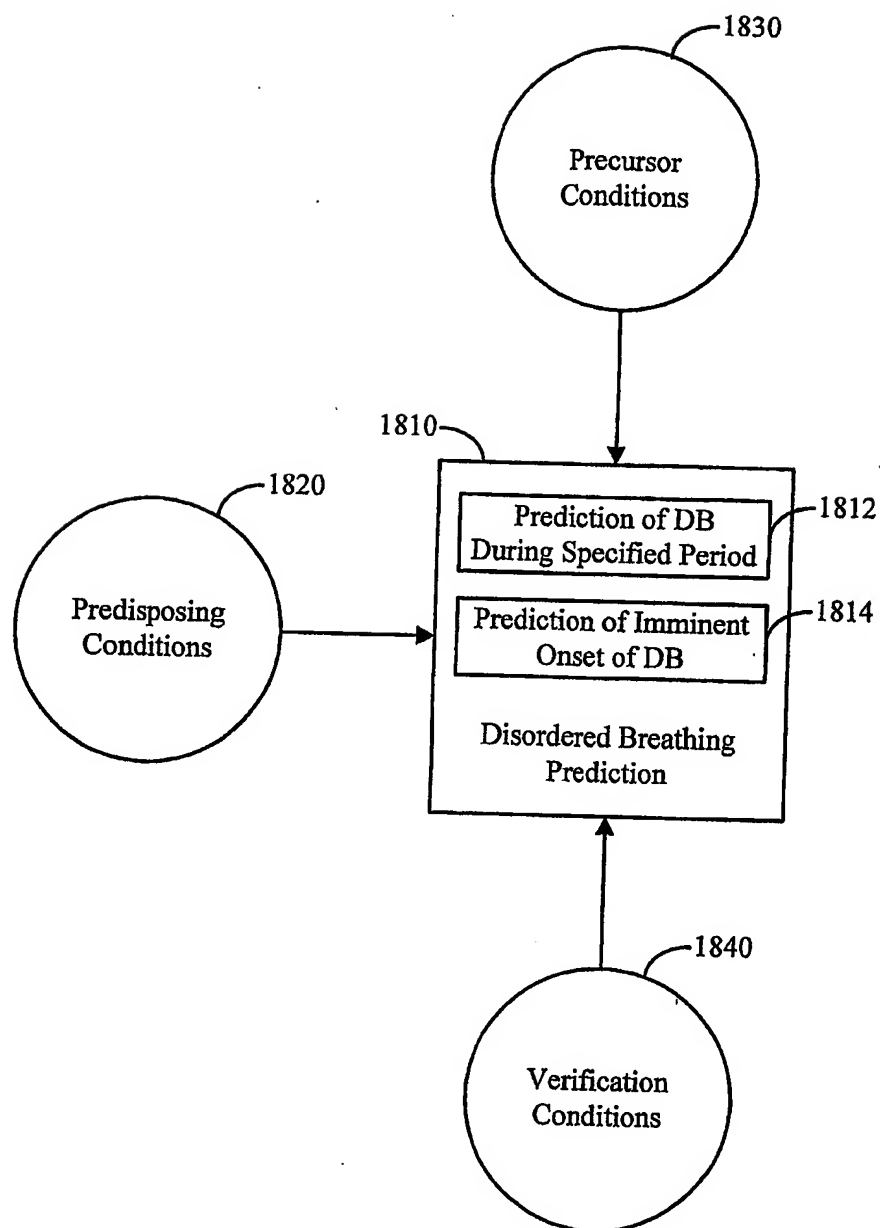 1830
Precursor
Conditions
1810
1820
Prediction of DB
During Specified Period
1812
Predisposing
Conditions
Prediction of Imminent
Onset of DB
1814
Disordered Breathing
Prediction
1840
Verification
Conditions